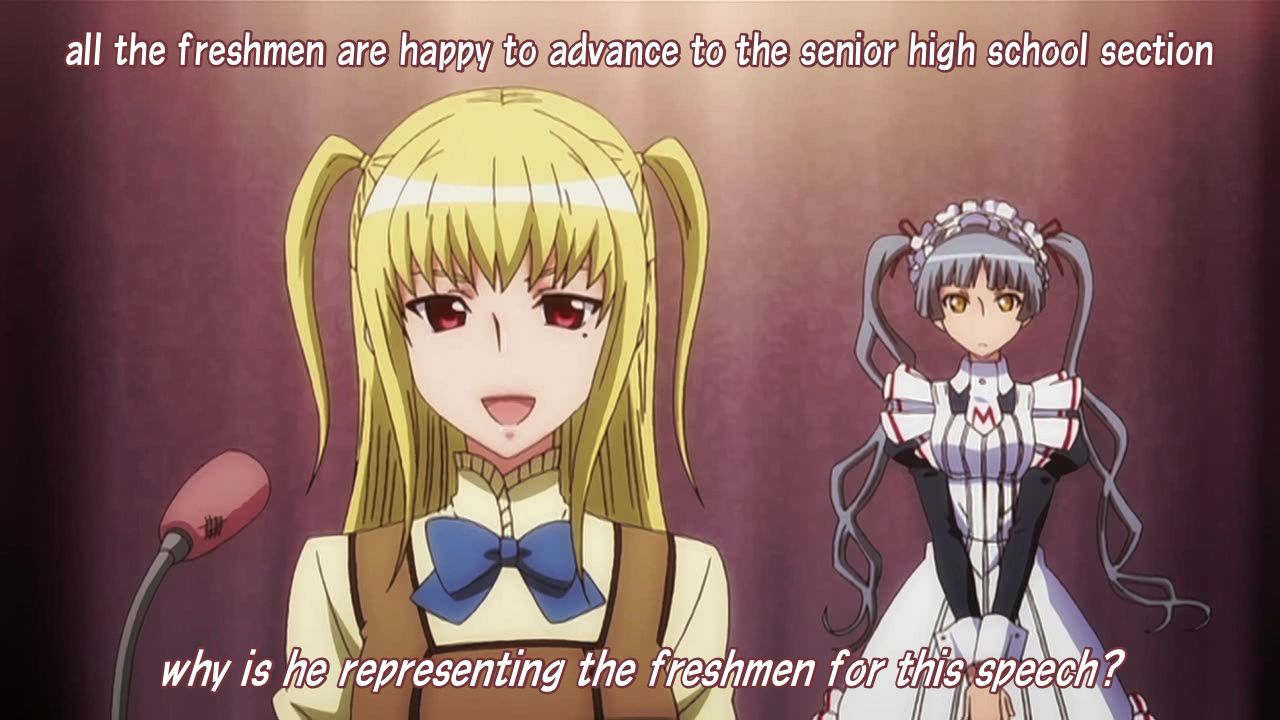 all the freshmen are happy to advance to the senior high school section
M
why is he representing the freshmen for this speech?